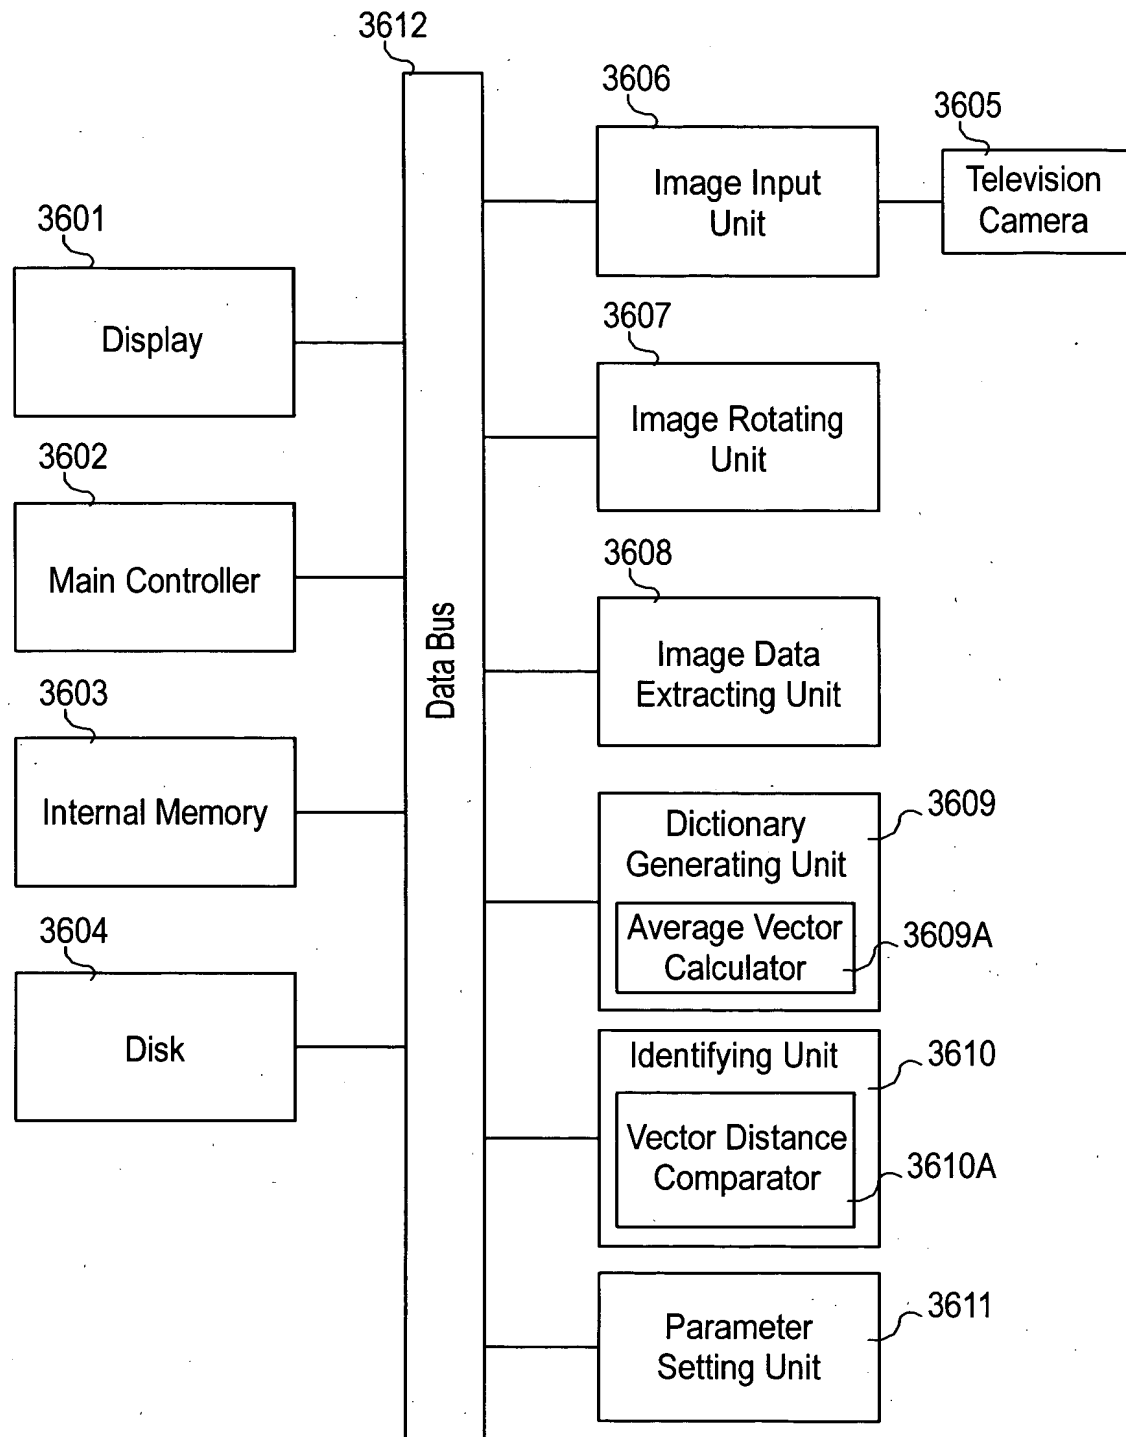 3612
3606
Image Input
Unit
3605
Television
Camera
3601
Display
3607
Image Rotating
Unit
3602
Main Controller
3608
Image Data
Extracting Unit
Data Bus
3603
Internal Memory
3609
Dictionary
Generating Unit
Average Vector
Calculator
3609A
3604
Disk
3610
Identifying Unit
Vector Distance
Comparator
3610A
3611
Parameter
Setting Unit